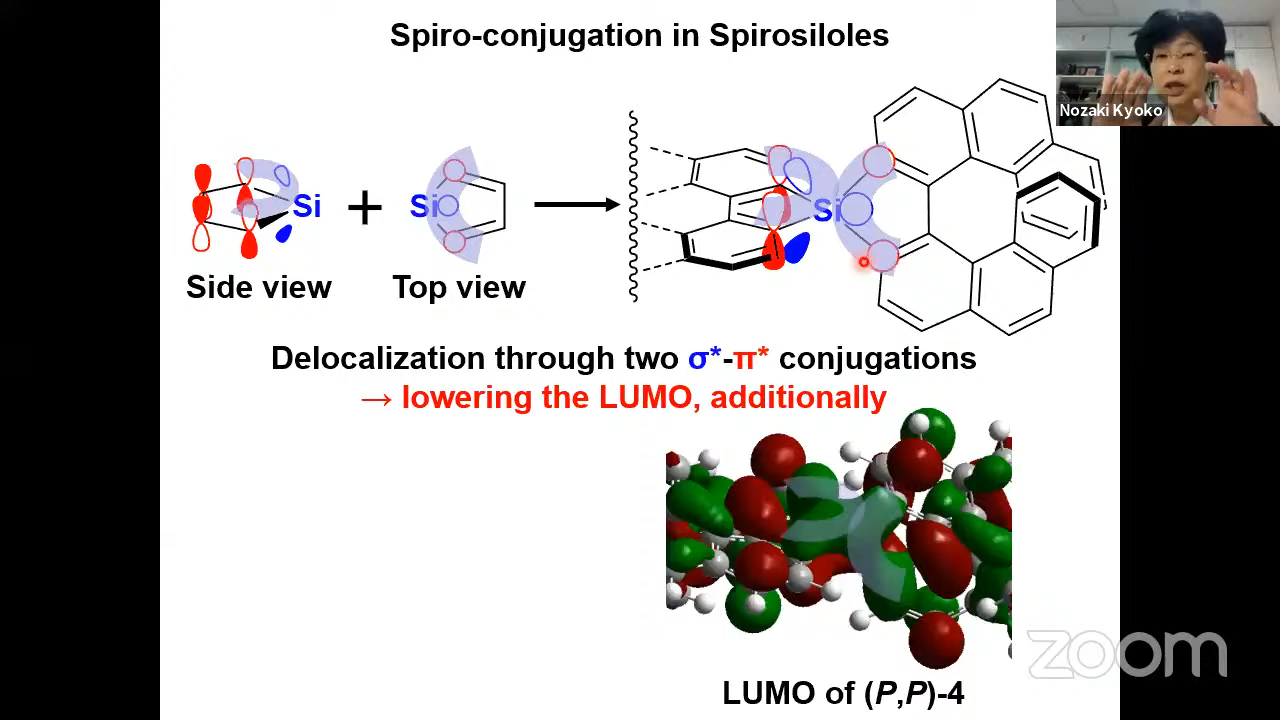 Spiro-conjugation in Spirosiloles
Nozaki Kyoko
Si
Si
Si
+
Side view
Top view
Delocalization through two σ*-π* conjugations
→ lowering the LUMO, additionally
zoom
LUMO of (P,P)-4